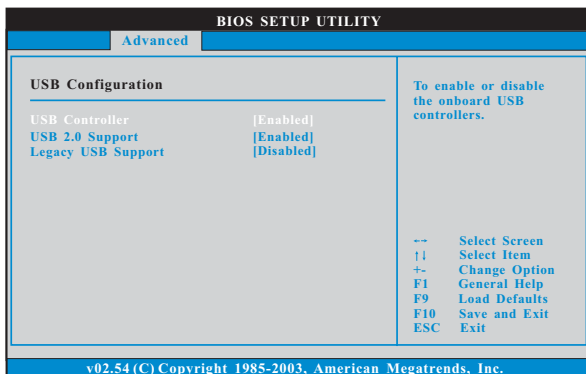 BIOS SETUP UTILITY
Advanced
USB Configuration
USB Controller [Enabled]
USB 2.0 Support [Enabled]
Legacy USB Support [Disabled]
To enable or disable
the onboard USB
controllers.
←→ Select Screen
↑↓ Select Item
+- Change Option
F1 General Help
F9 Load Defaults
F10 Save and Exit
ESC Exit
v02.54 (C) Copyright 1985-2003, American Megatrends, Inc.